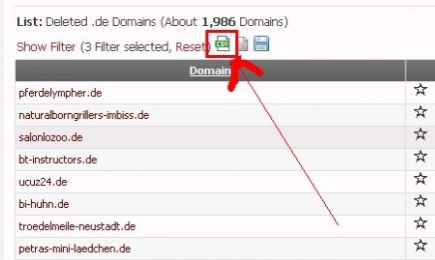 List: Deleted .de Domains (About 1,986 Domains)
Show Filter (3 Filter selected, Reset)
Domain
pferdelympher.de
naturalborngrillers-imbiss.de
salonlozoo.de
bt-instructors.de
ucuz24.de
bi-huhn.de
troedelmeile-neustadt.de
petras-mini-laedchen.de